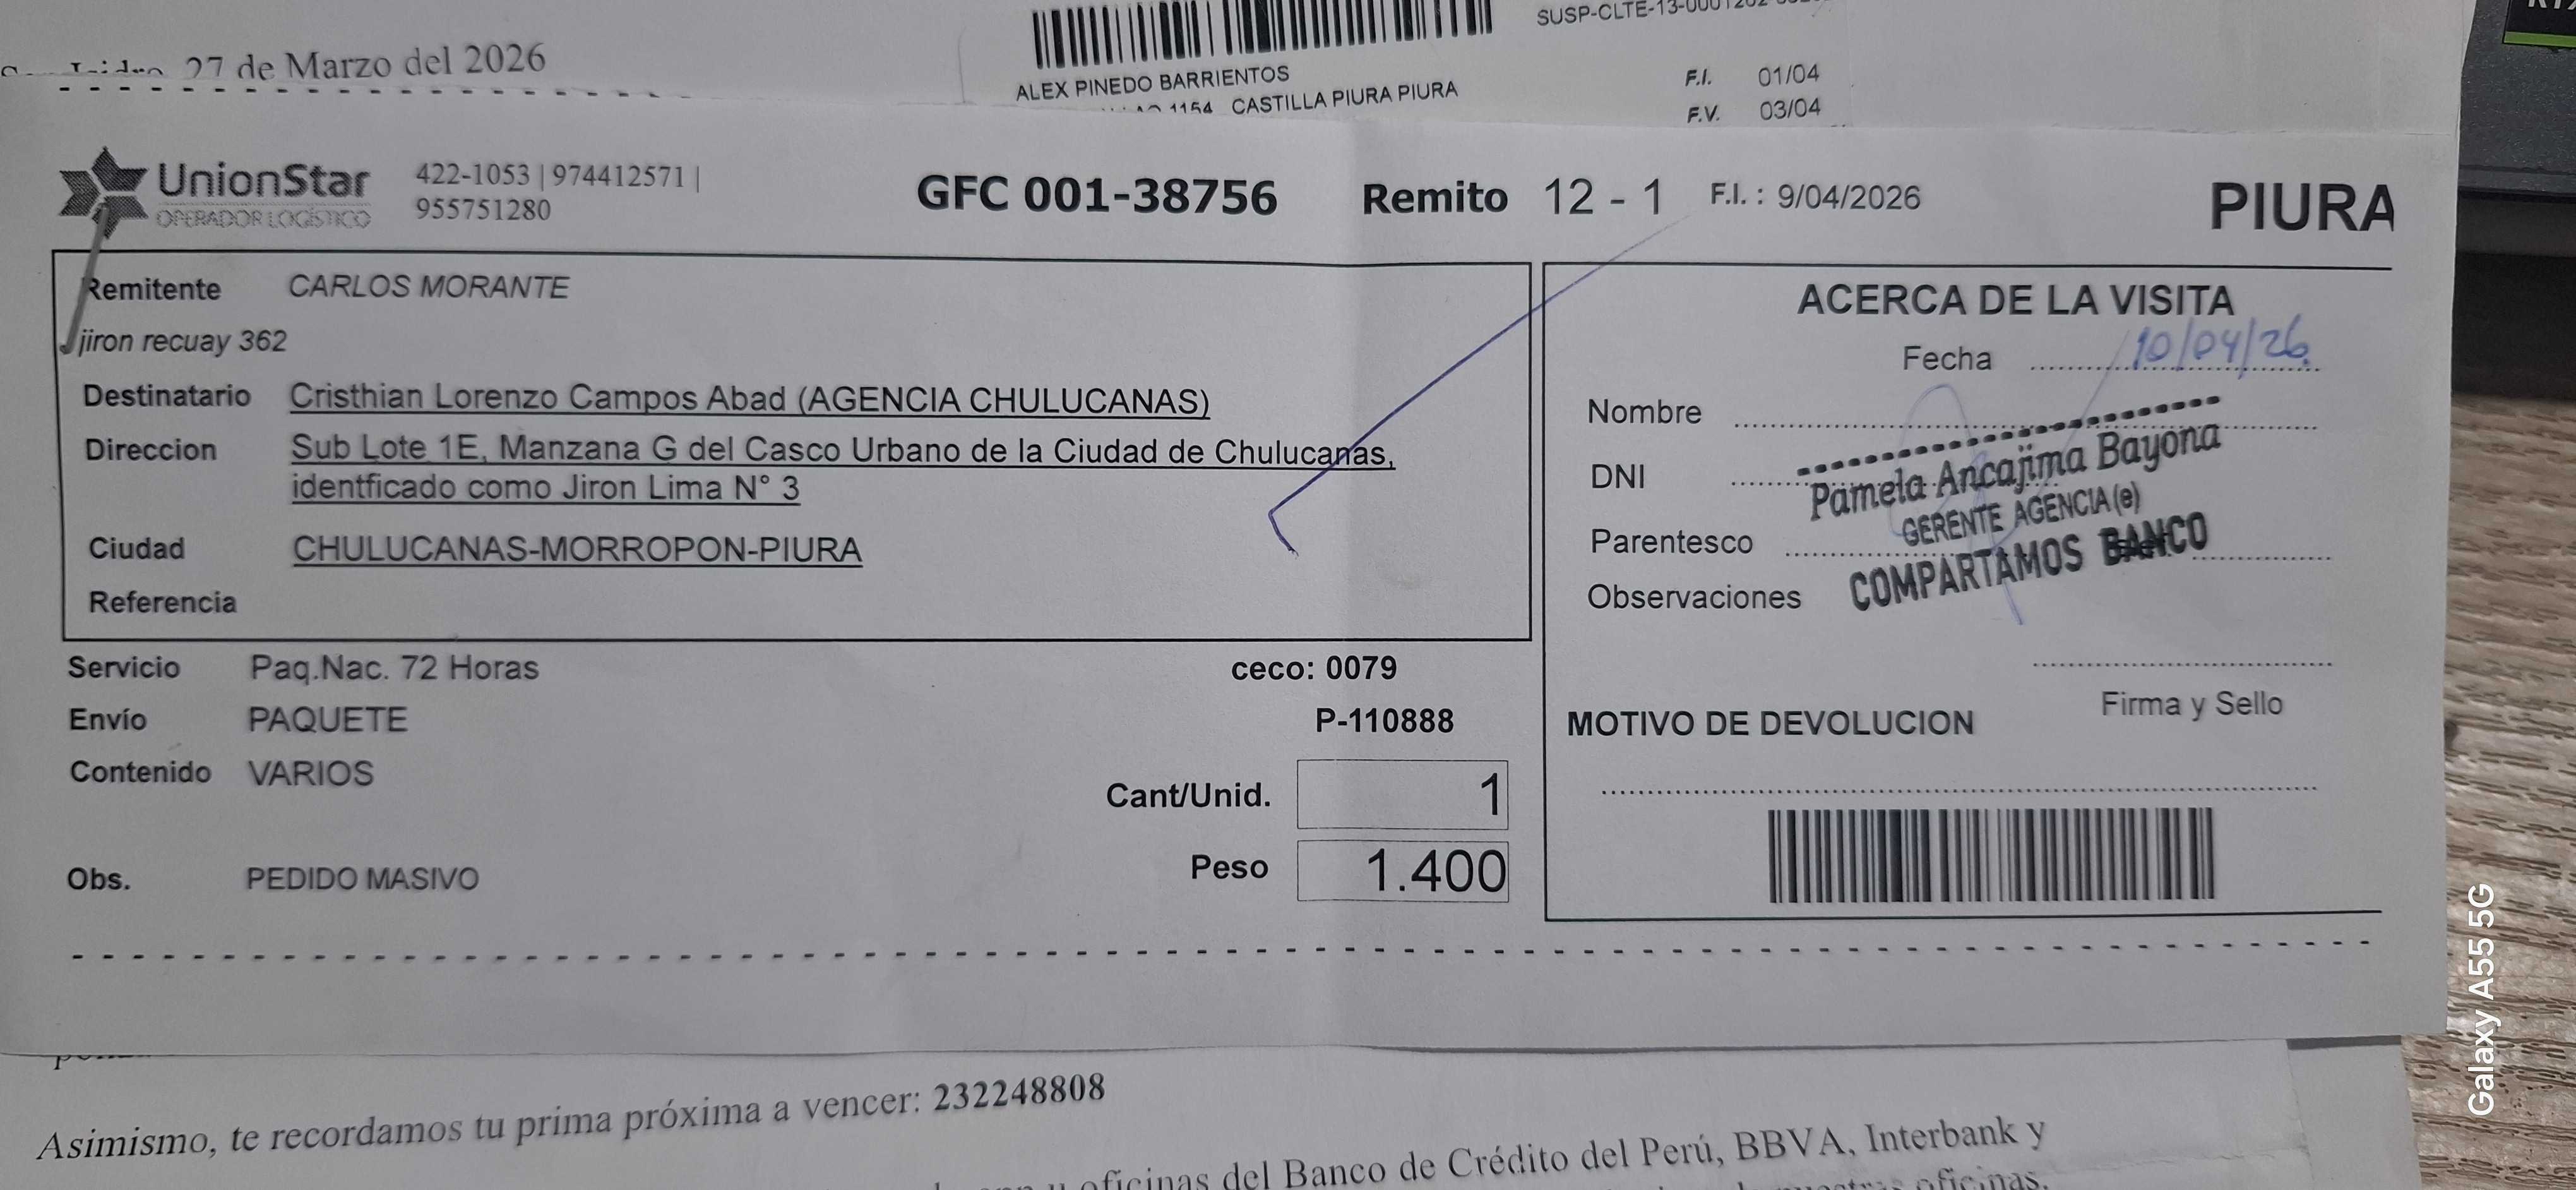 27 de Marzo del 2026
SUSP-CLTE-13-
ALEX PINEDO BARRIENTOS
1154 CASTILLA PIURA PIURA
F.I. 01/04
F.V. 03/04
UnionStar
OPERADOR LOGÍSTICO
422-1053 | 974412571 |
955751280
GFC 001-38756 Remito 12 - 1 F.I. : 9/04/2026 PIURA
Remitente CARLOS MORANTE
jiron recuay 362
Destinatario Cristhian Lorenzo Campos Abad (AGENCIA CHULUCANAS)
Direccion Sub Lote 1E, Manzana G del Casco Urbano de la Ciudad de Chulucanas,
identficado como Jiron Lima N° 3
Ciudad CHULUCANAS-MORROPON-PIURA
Referencia
Servicio Paq.Nac. 72 Horas
ceco: 0079
Envío PAQUETE
P-110888
Contenido VARIOS
Cant/Unid. 1
Peso 1.400
Obs. PEDIDO MASIVO
ACERCA DE LA VISITA
Fecha 10/04/26
Nombre
DNI
Parentesco
Observaciones
Pamela Ancajima Bayona
GERENTE AGENCIA (e)
COMPARTAMOS BANCO
Firma y Sello
MOTIVO DE DEVOLUCION
Asimismo, te recordamos tu prima próxima a vencer: 232248808
oficinas del Banco de Crédito del Perú, BBVA, Interbank y
oficinas.
Galaxy A55 5G